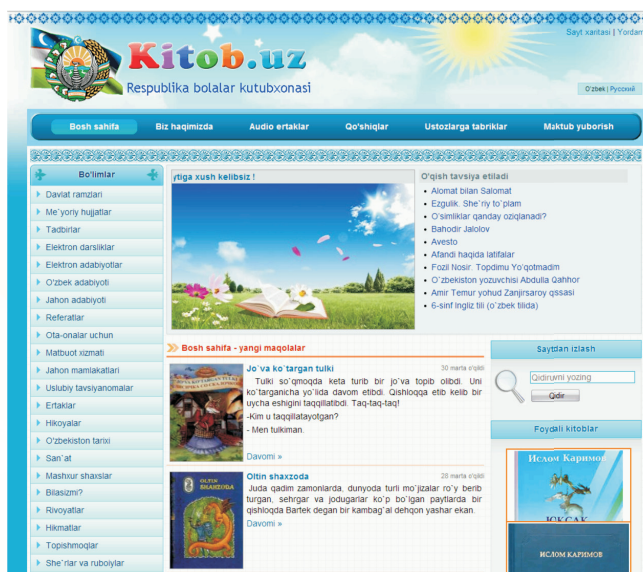 Sayt xaritasi | Yordam
Kitob.uz
Respublika bolalar kutubxonasi
O'zbek | Русский
Bosh sahifa Biz haqimizda Audio ertaklar Qo'shiqlar Ustozlarga tabriklar Maktub yuborish
Bo'limlar
Davlat ramzlari
Me`yoriy hujjatlar
Tadbirlar
Elektron darsliklar
Elektron adabiyotlar
O'zbek adabiyoti
Jahon adabiyoti
Referatlar
Ota-onalar uchun
Matbuot xizmati
Jahon mamlakatlari
Uslubiy tavsiyanomalar
Ertaklar
Hikoyalar
O'zbekiston tarixi
San`at
Mashxur shaxslar
Bilasizmi?
Rivoyatlar
Hikmatlar
Topishmoqlar
She`rlar va ruboiylar
ytiga xush kelibsiz !
O'qish tavsiya etiladi
• Alomat bilan Salomat
• Ezgulik. She`riy to`plam
• O`simliklar qanday oziqlanadi?
• Bahodir Jalolov
• Avesto
• Afandi haqida latifalar
• Fozil Nosir. Topdimu Yo`qotmadim
• O`zbekiston yozuvchisi Abdulla Qahhor
• Amir Temur yohud Zanjirsaroy qissasi
• 6-sinf Ingliz tili (o`zbek tilida)
Bosh sahifa - yangi maqolalar
Jo`va ko`targan tulki
30 marta o'qildi
Tulki so`qmoqda keta turib bir jo`va topib olibdi. Uni
ko`targanicha yo`lida davom etibdi. Qishloqqa etib kelib bir
uycha eshigini taqqillatibdi. Taq-taq-taq!
-Kim u taqqillatayotgan?
- Men tulkiman.
Davomi »
ОЛТИН
ШАХЗОДА
Oltin shaxzoda
28 marta o'qildi
Juda qadim zamonlarda, dunyoda turli mo`jizalar ro`y berib
turgan, sehrgar va jodugarlar ko`p bo`lgan paytlarda bir
qishloqda Bartek degan bir kambag`al dehqon yashar ekan.
Davomi »
Saytdan izlash
Qidiruvni yozing
Qidir
Foydali kitoblar
Ислом Каримов
ЮКСАК
ИСЛОМ КАРИМОВ